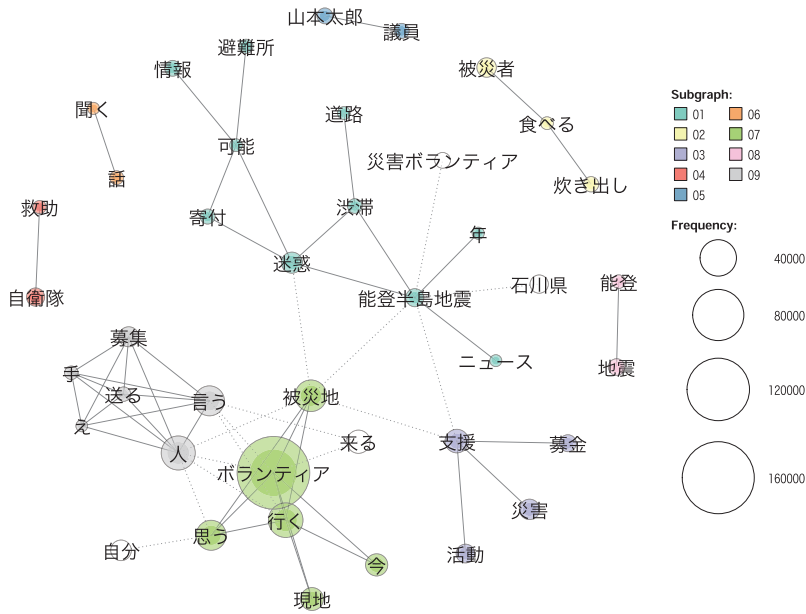 山本太郎
議員
避難所
情報
被災者
聞く
道路
食べる
可能
災害ボランティア
話
炊き出し
救助
寄付
渋滞
年
迷惑
石川県
能登
自衛隊
能登半島地震
募集
ニュース
地震
手
送る
言う
被災地
え
来る
支援
募金
人
ボランティア
災害
行く
思う
自分
活動
今
現地
Subgraph:
01
02
03
04
05
06
07
08
09
Frequency:
40000
80000
120000
160000